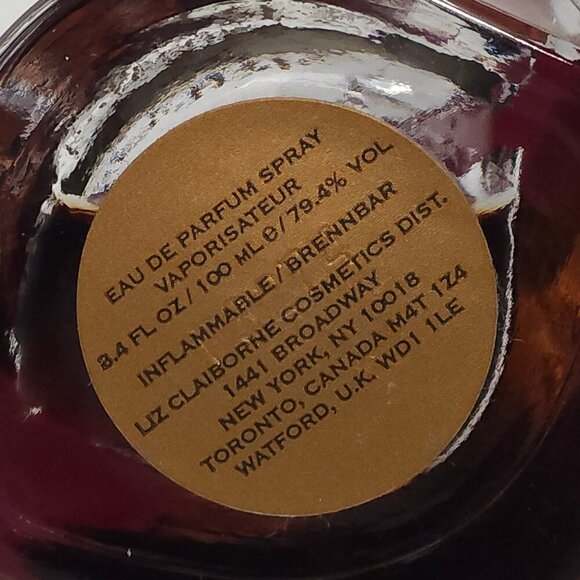 EAU DE PARFUM SPRAY
VAPORISATEUR
3.4 FL OZ / 100 ML e / 79.4% VOL
INFLAMMABLE / BRENNBAR
LIZ CLAIBORNE COSMETICS DIST.
1441 BROADWAY
NEW YORK, NY 10018
TORONTO, CANADA M4T 1Z4
WATFORD, U.K. WD1 1LE